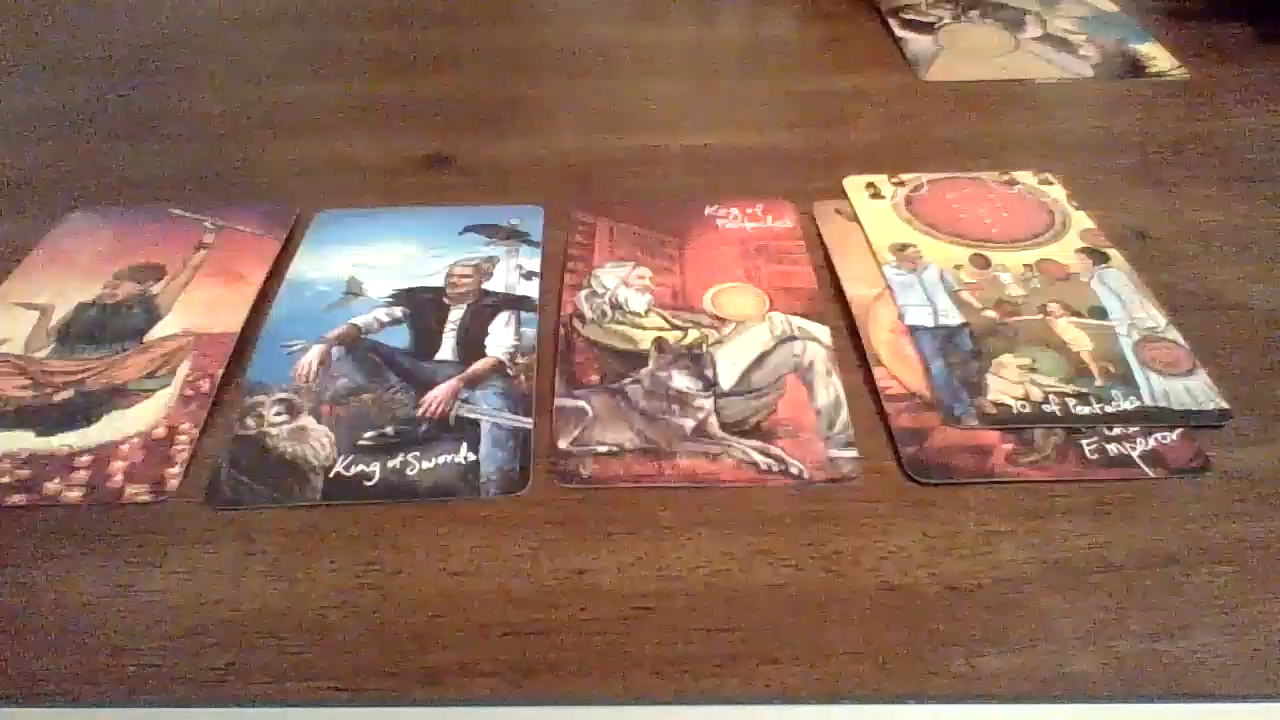 King of Swords
King of
Pentacles
10 of Pentacles
Emperor